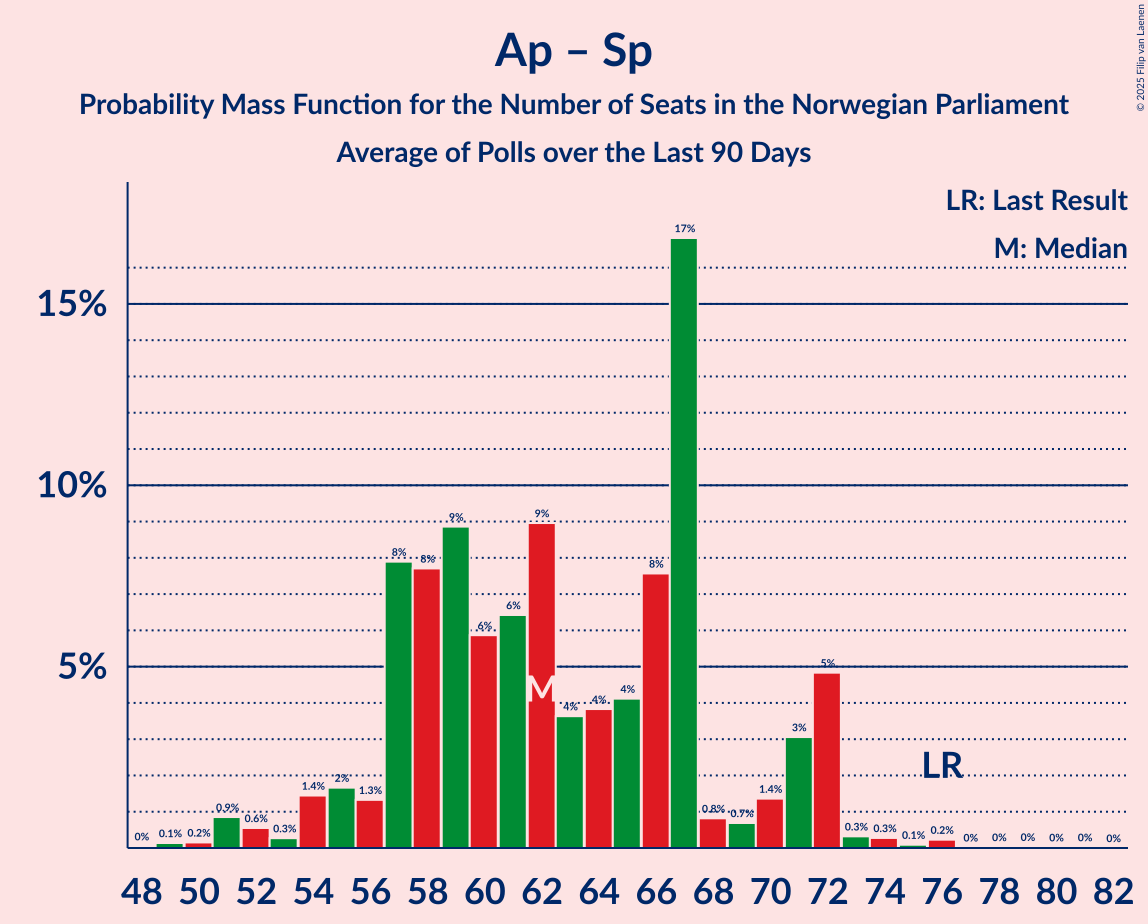 Ap – Sp
Probability Mass Function for the Number of Seats in the Norwegian Parliament
Average of Polls over the Last 90 Days
© 2025 Filip van Laenen
LR: Last Result
M: Median
15%
10%
5%
0% 0.1% 0.2% 0.9% 0.6% 0.3% 1.4% 2% 1.3% 8% 8% 9% 6% 6% 9% 4% 4% 4% 8% 17% 0.8% 0.7% 1.4% 3% 5% 0.3% 0.3% 0.1% 0.2% 0% 0% 0% 0% 0% 0%
M
LR
48 50 52 54 56 58 60 62 64 66 68 70 72 74 76 78 80 82